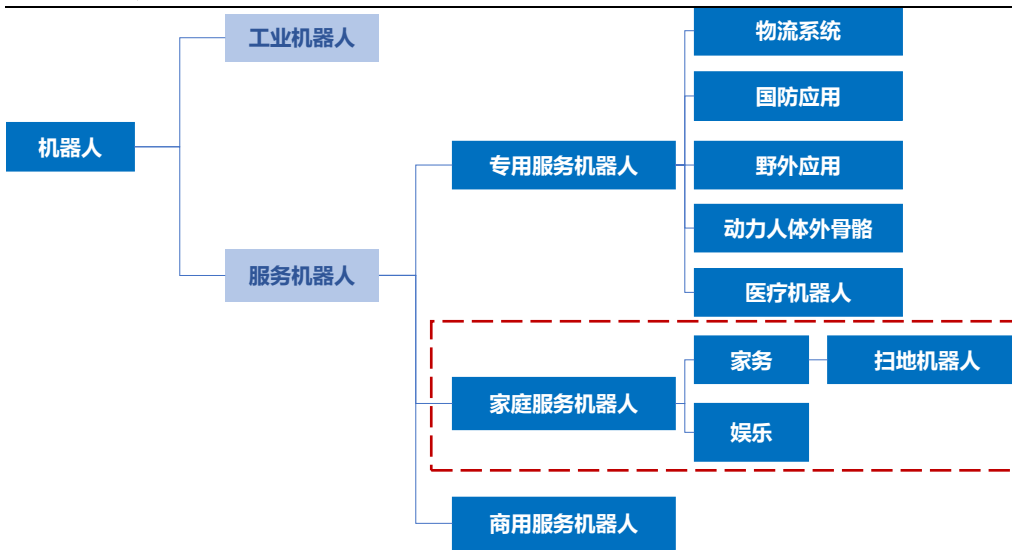 机器人
工业机器人
服务机器人
专用服务机器人
物流系统
国防应用
野外应用
动力人体外骨骼
医疗机器人
家庭服务机器人
家务
扫地机器人
娱乐
商用服务机器人